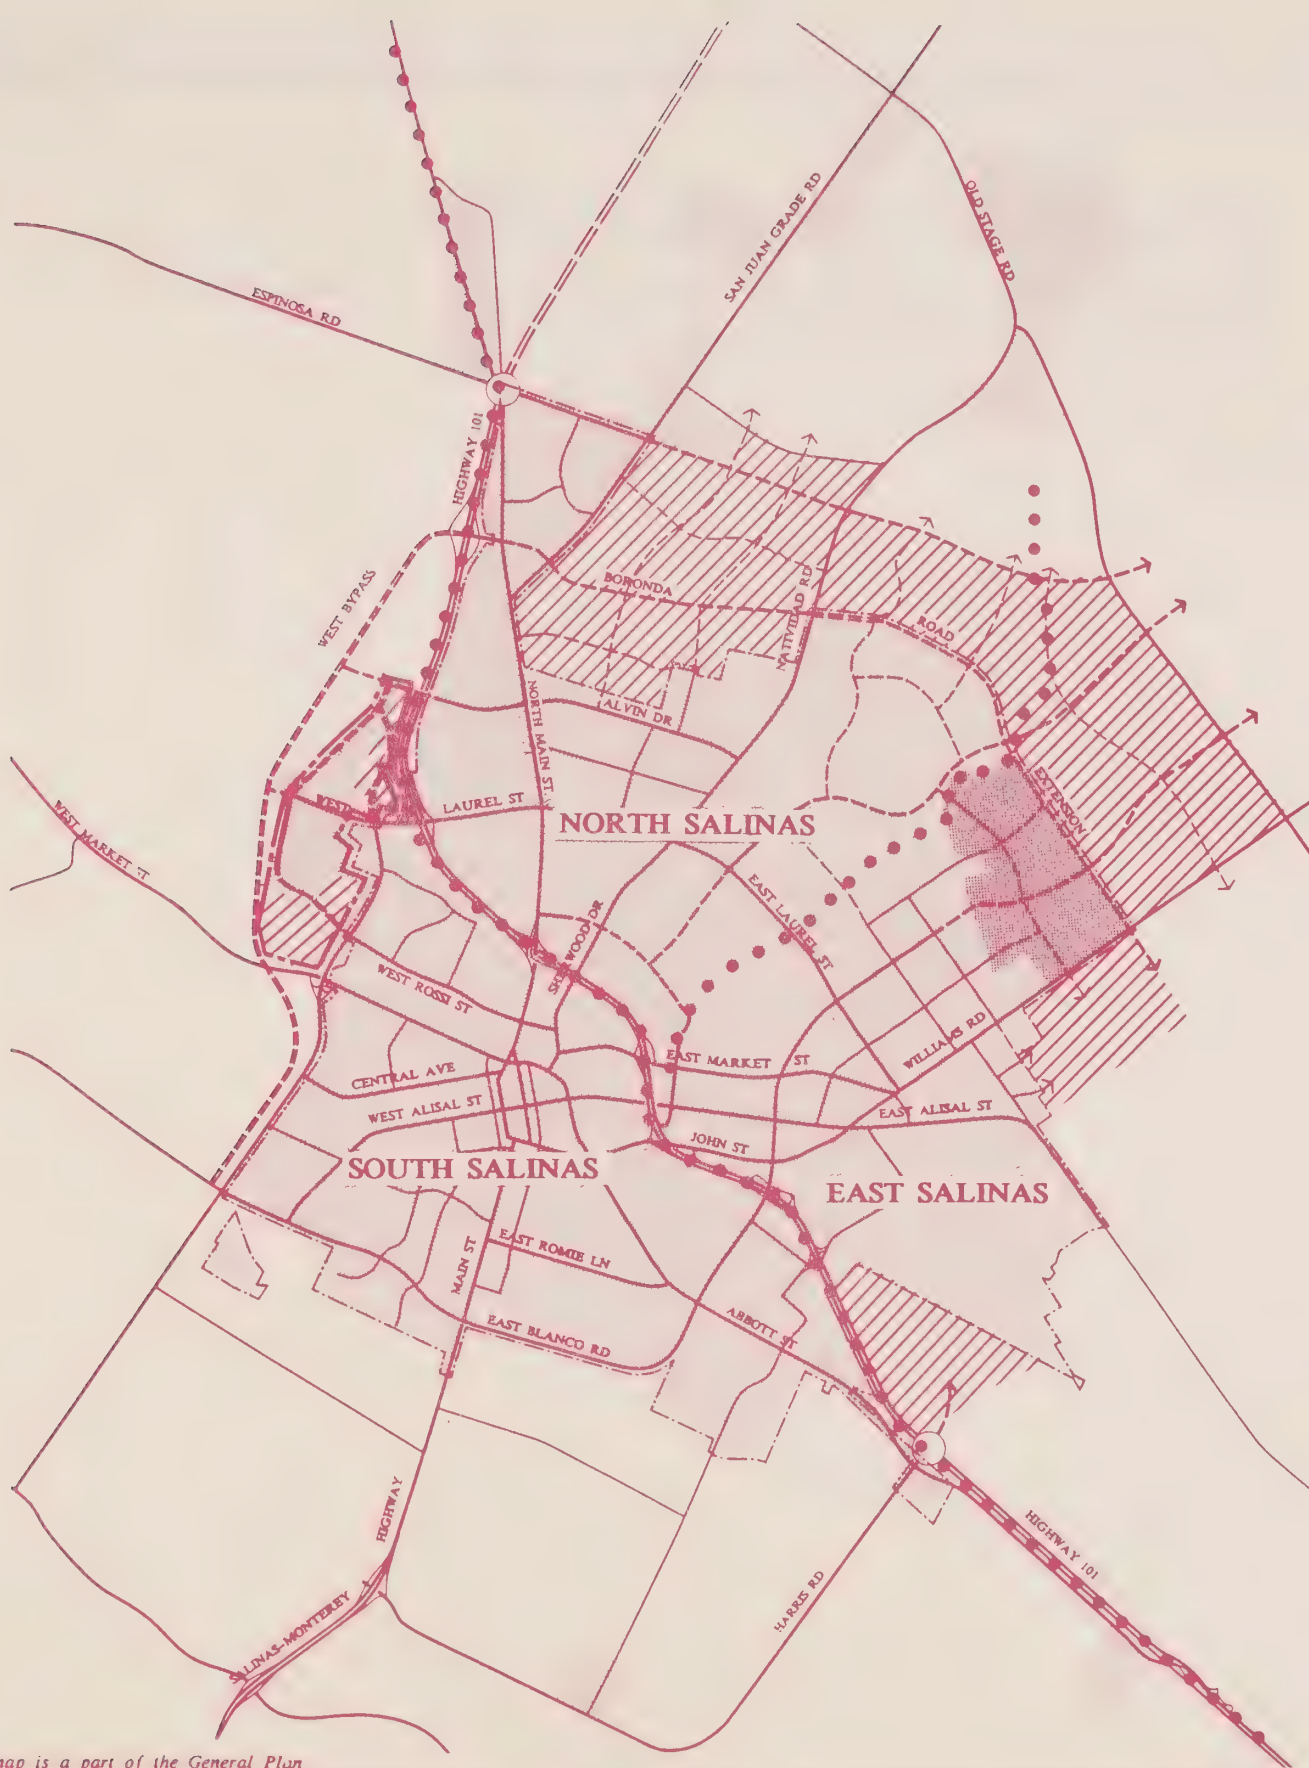 OLD STAGE RD
SAN JUAN GRADE RD
ESPINOSA RD
HIGHWAY 101
WEST BYPASS
BORONDA
NATIVIDAD RD
ROAD
NORTH MAIN ST.
ALVIN DR
EXTENSION
WEST
LAUREL ST
WEST MARKET ST
NORTH SALINAS
EAST LAUREL ST
SHERWOOD DR
WEST ROSSI ST
WILLIAMS RD
EAST MARKET ST
CENTRAL AVE
WEST ALISAL ST
EAST ALISAL ST
JOHN ST
SOUTH SALINAS
EAST SALINAS
EAST ROMIE LN
MAIN ST
ABBOTT ST
EAST BLANCO RD
HIGHWAY
HIGHWAY 101
HARRIS RD
SALINAS-MONTEREY
map is a part of the General Plan